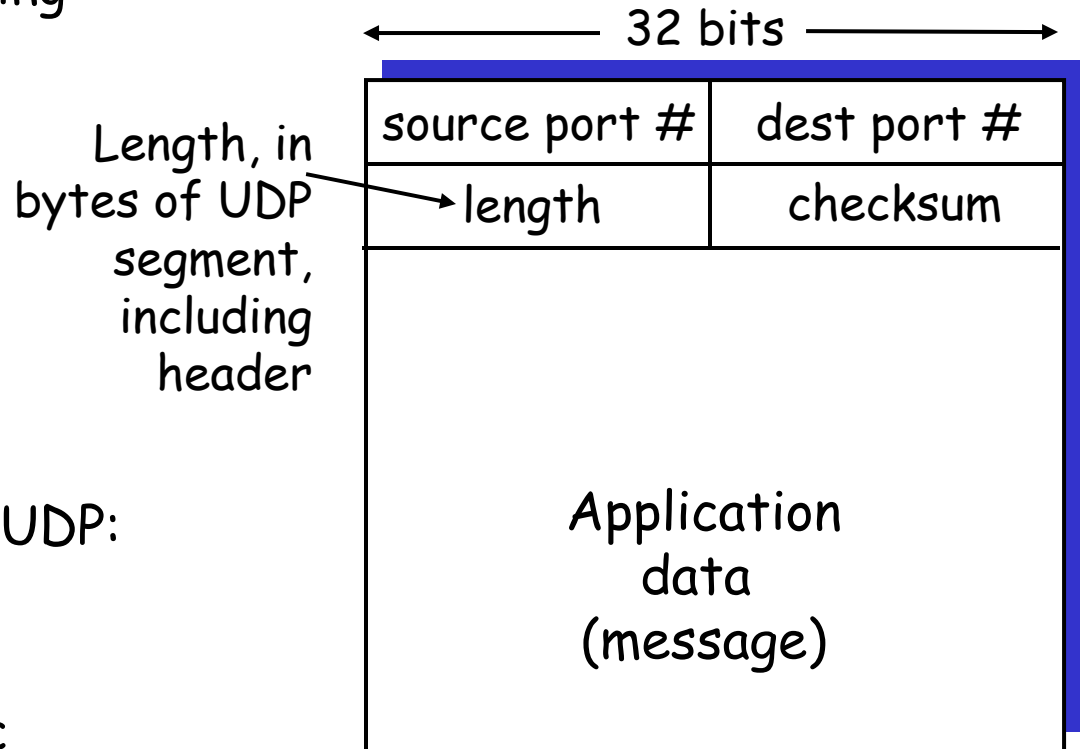 32 bits
source port # dest port #
Length, in
bytes of UDP
segment,
including
header
length checksum
UDP:
Application
data
(message)